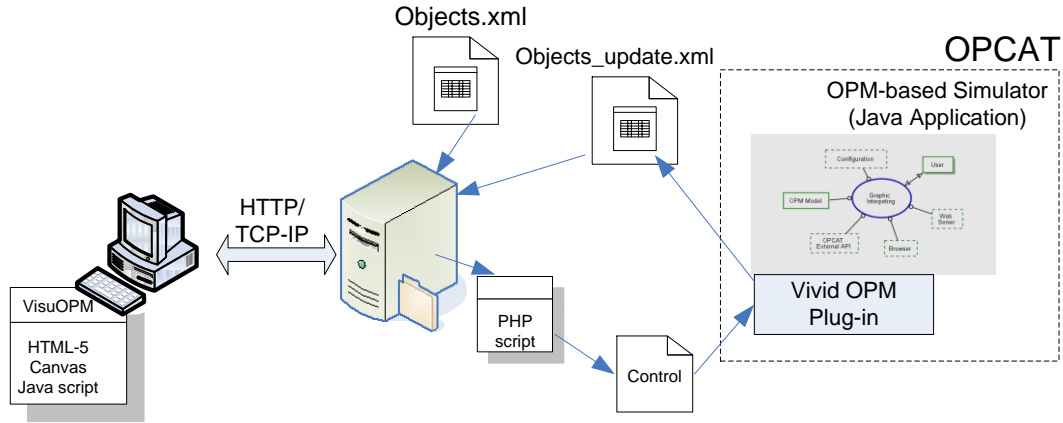 Objects.xml
Objects_update.xml
OPCAT
OPM-based Simulator
(Java Application)
Configuration
User
Graphic
Interpeting
OPM Model
Web
Server
OPCAT
External API
Browser
HTTP/
TCP-IP
VisuOPM
HTML-5
Canvas
Java script
PHP
script
Control
Vivid OPM
Plug-in